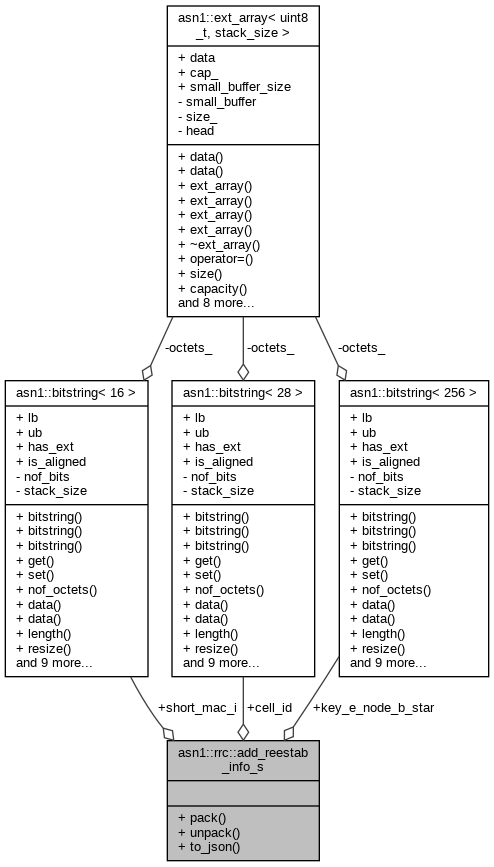 asn1::ext_array< uint8
_t, stack_size >
+ data
+ cap_
+ small_buffer_size
- small_buffer
- size_
- head
+ data()
+ data()
+ ext_array()
+ ext_array()
+ ext_array()
+ ext_array()
+ ~ext_array()
+ operator=()
+ size()
+ capacity()
and 8 more...
-octets_
-octets_
-octets_
asn1::bitstring< 16 >
+ lb
+ ub
+ has_ext
+ is_aligned
- nof_bits
- stack_size
+ bitstring()
+ bitstring()
+ bitstring()
+ get()
+ set()
+ nof_octets()
+ data()
+ data()
+ length()
+ resize()
and 9 more...
asn1::bitstring< 28 >
+ lb
+ ub
+ has_ext
+ is_aligned
- nof_bits
- stack_size
+ bitstring()
+ bitstring()
+ bitstring()
+ get()
+ set()
+ nof_octets()
+ data()
+ data()
+ length()
+ resize()
and 9 more...
asn1::bitstring< 256 >
+ lb
+ ub
+ has_ext
+ is_aligned
- nof_bits
- stack_size
+ bitstring()
+ bitstring()
+ bitstring()
+ get()
+ set()
+ nof_octets()
+ data()
+ data()
+ length()
+ resize()
and 9 more...
+short_mac_i
+cell_id
+key_e_node_b_star
asn1::rrc::add_reestab
_info_s
+ pack()
+ unpack()
+ to_json()